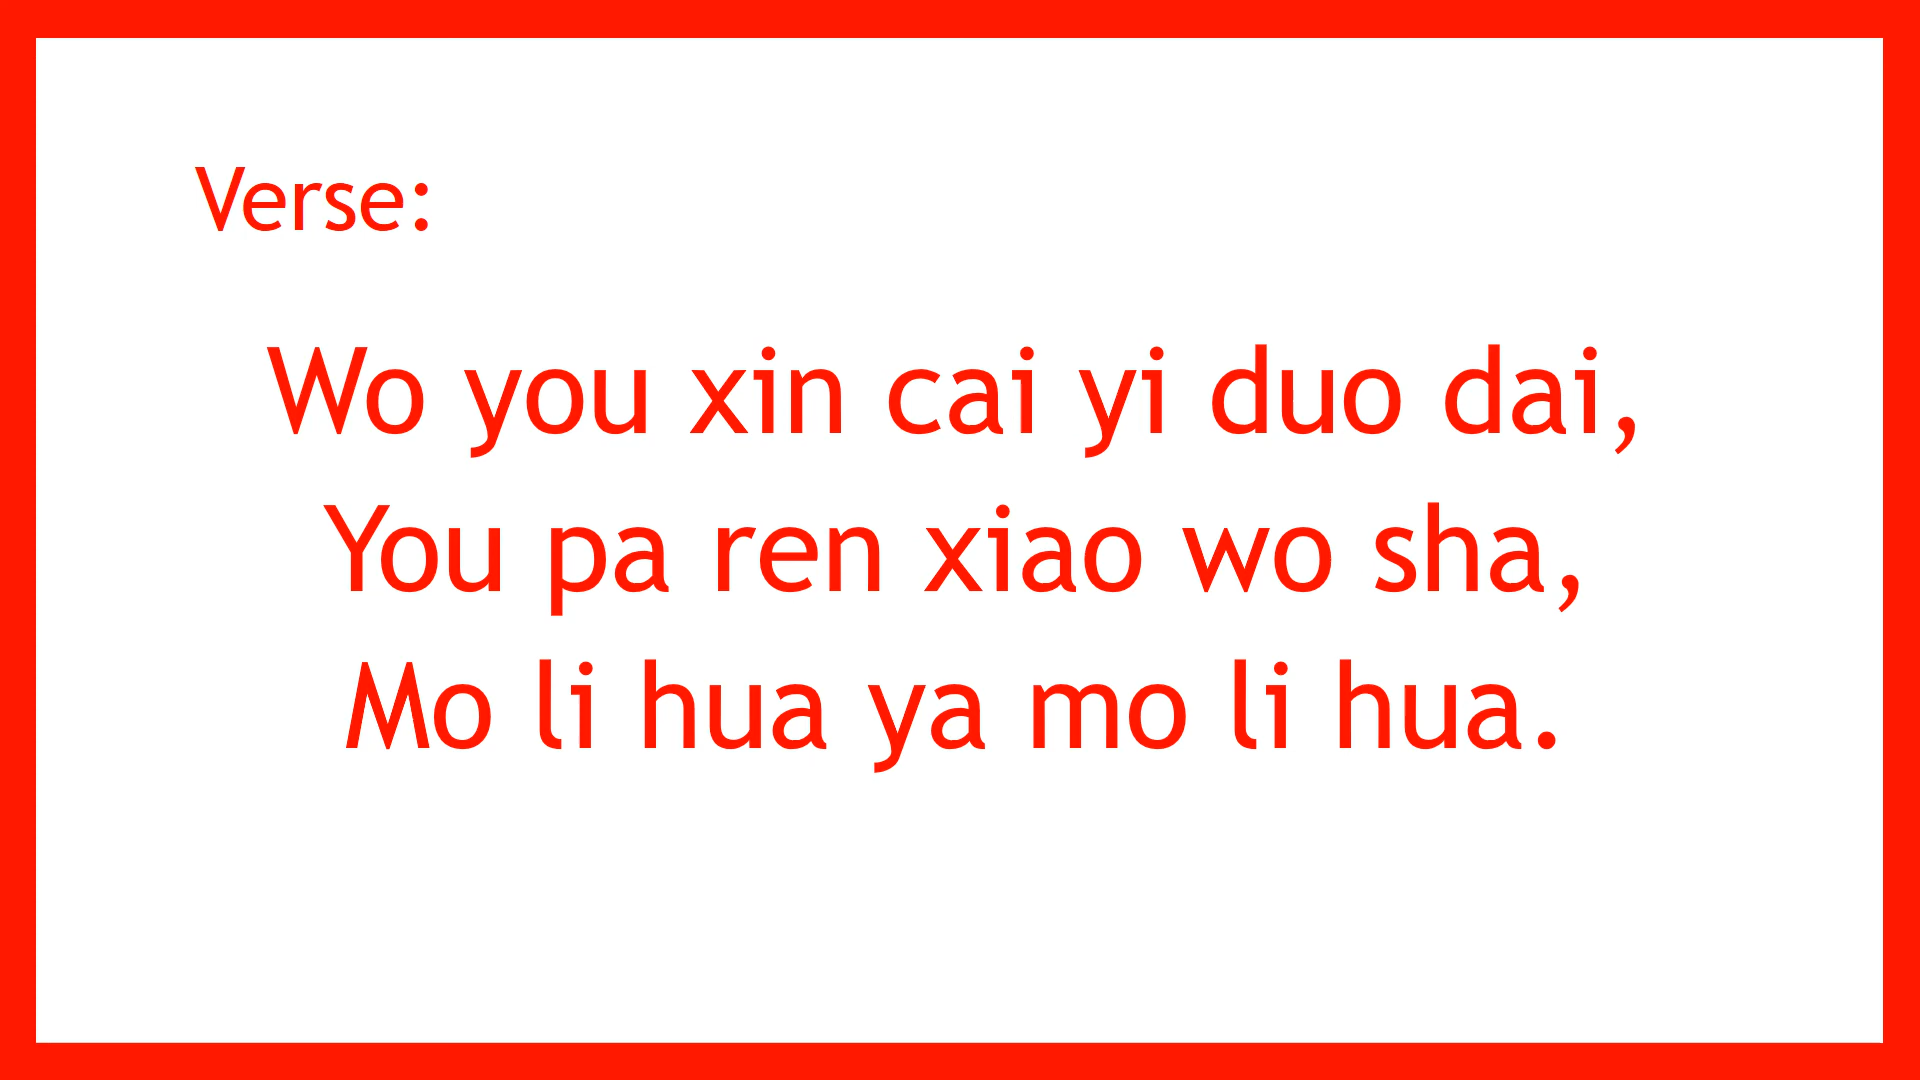 Verse:
Wo you xin cai yi duo dai,
You pa ren xiao wo sha,
Mo li hua ya mo li hua.